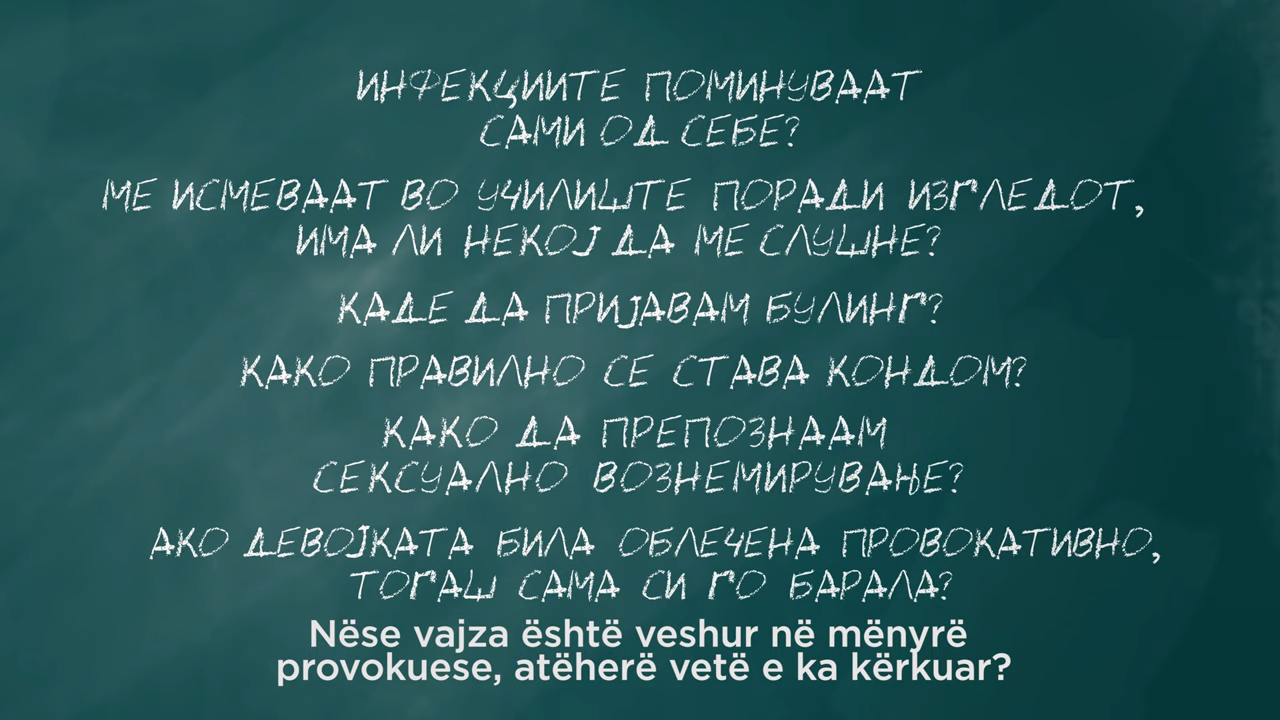 ИНФЕКЦИИТЕ ПОМИНУВААТ
САМИ ОД СЕБЕ?
МЕ ИСМЕВААТ ВО УЧИЛИШТЕ ПОРАДИ ИЗГЛЕДОТ,
ИМА ЛИ НЕКОЈ ДА МЕ СЛУШНЕ?
КАДЕ ДА ПРИЈАВАМ БУЛИНГ?
КАКО ПРАВИЛНО СЕ СТАВА КОНДОМ?
КАКО ДА ПРЕПОЗНААМ
СЕКСУАЛНО ВОЗНЕМИРУВАЊЕ?
АКО ДЕВОЈКАТА БИЛА ОБЛЕЧЕНА ПРОВОКАТИВНО,
ТОГАШ САМА СИ ГО БАРАЛА?
Nëse vajza është veshur në mënyrë
provokuese, atëherë vetë e ka kërkuar?